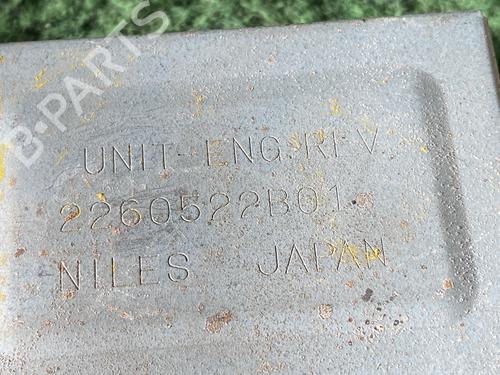 B-PARTS
UNIT-ENG.REV
2260522B01
NILES JAPAN